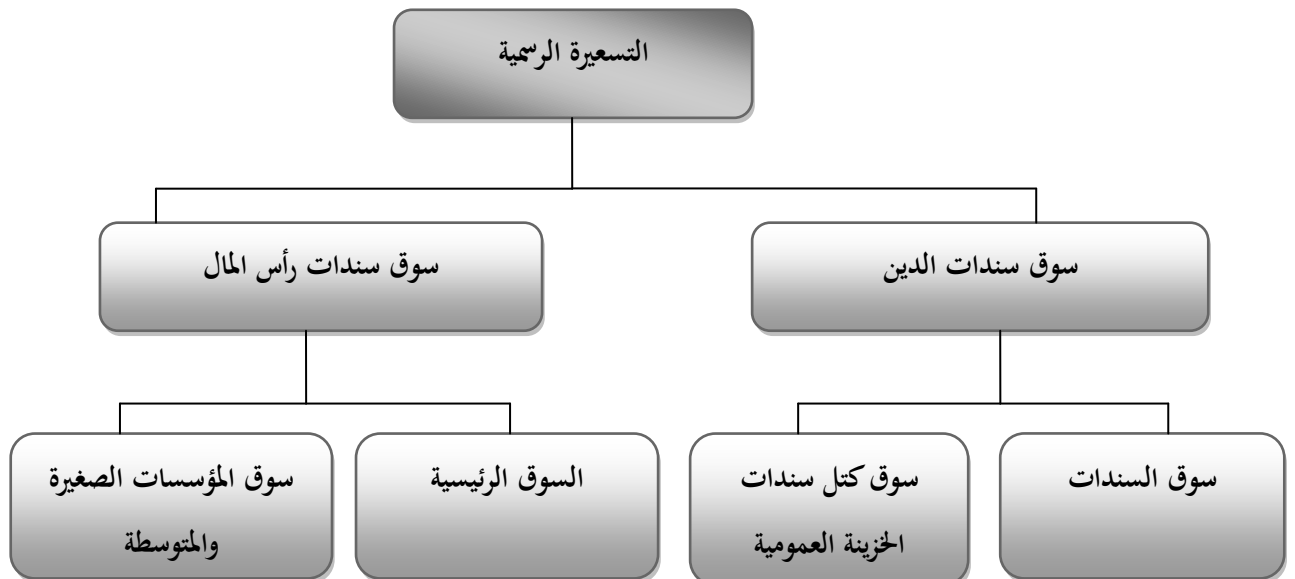 التسعيرة الرسمية
سوق سندات الدين
سوق سندات رأس المال
سوق السندات
سوق كتل سندات
الخزينة العمومية
السوق الرئيسية
سوق المؤسسات الصغيرة
والمتوسطة